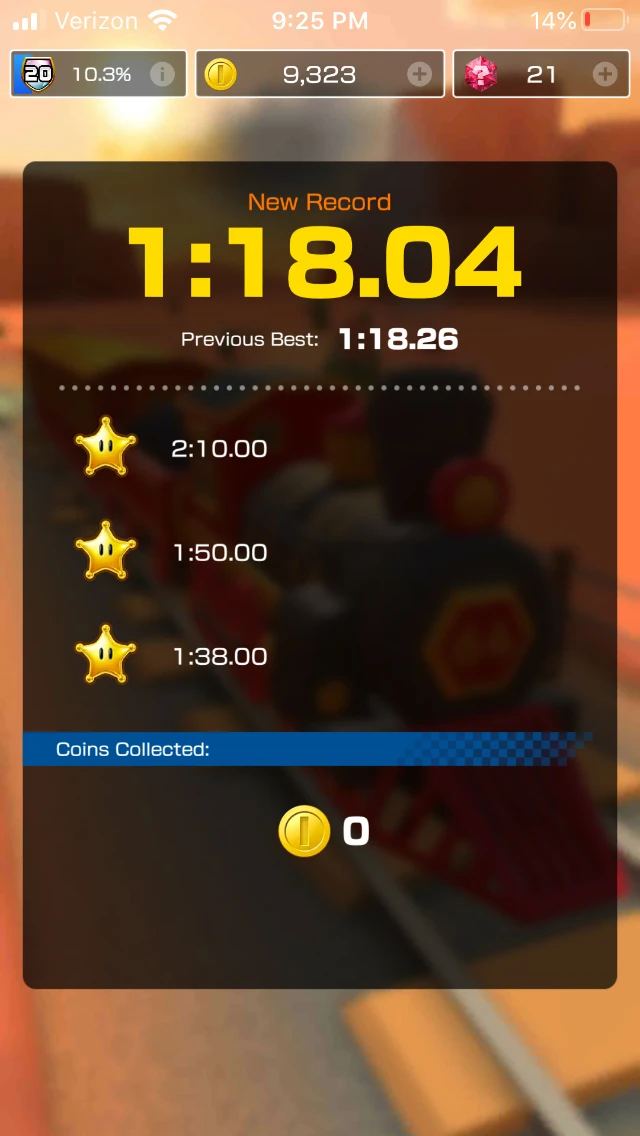 Verizon 9:25 PM 14%
20 10.3% i 9,323 + ? 21 +
New Record
1:18.04
Previous Best: 1:18.26
2:10.00
1:50.00
1:38.00
Coins Collected:
0